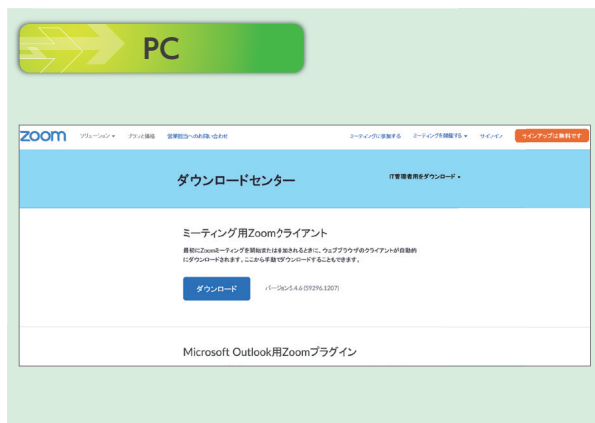 PC
zoom ソリューション▼ プランと価格 営業担当へのお問い合わせ ミーティングに参加する ミーティングを開催する▼ サインイン サインアップは無料です
ダウンロードセンター IT管理者用をダウンロード▼
ミーティング用Zoomクライアント
最初にZoomミーティングを開始または参加されるときに、ウェブブラウザのクライアントが自動的
にダウンロードされます。ここから手動でダウンロードすることもできます。
ダウンロード バージョン5.4.6 (59296.1207)
Microsoft Outlook用Zoomプラグイン